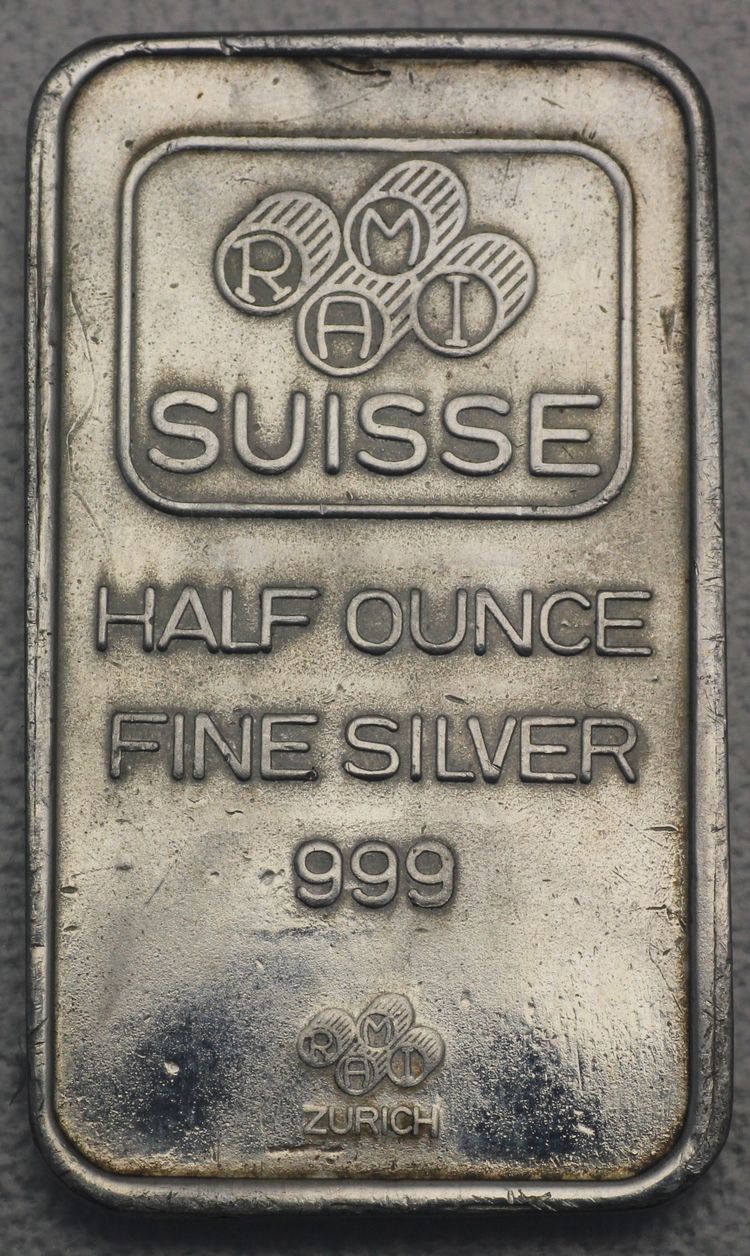 RAMI
SUISSE
HALF OUNCE
FINE SILVER
999
RAMI
ZURICH